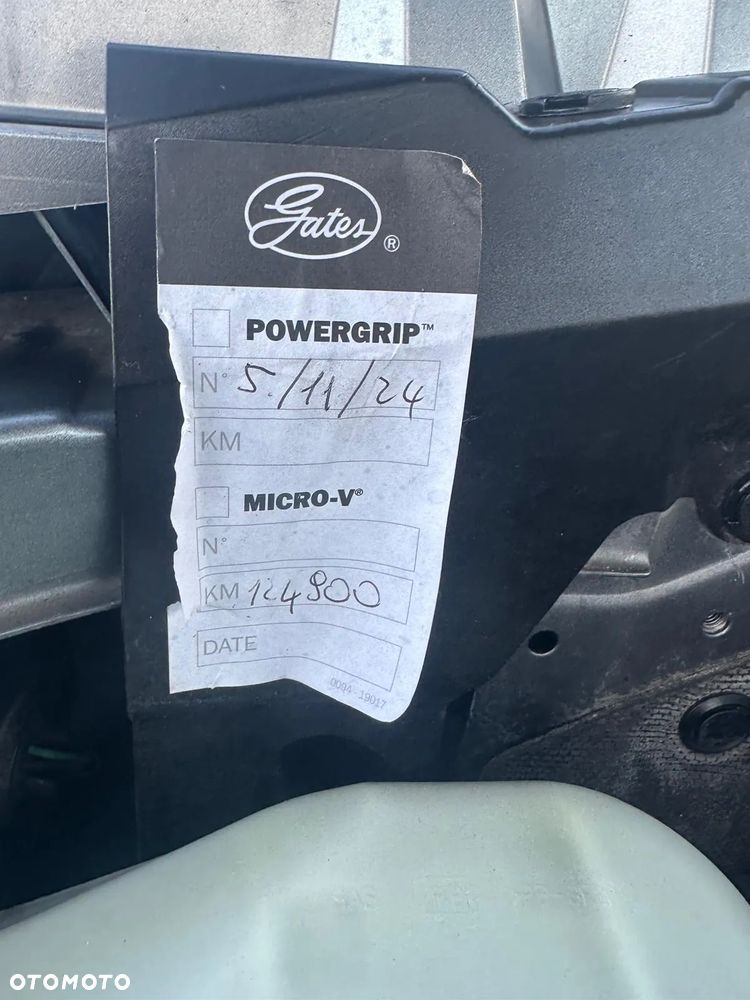 Gates®
POWERGRIP™
N° 5/11/24
KM
MICRO-V®
N°
KM 124900
DATE
0094-19017
OTOMOTO